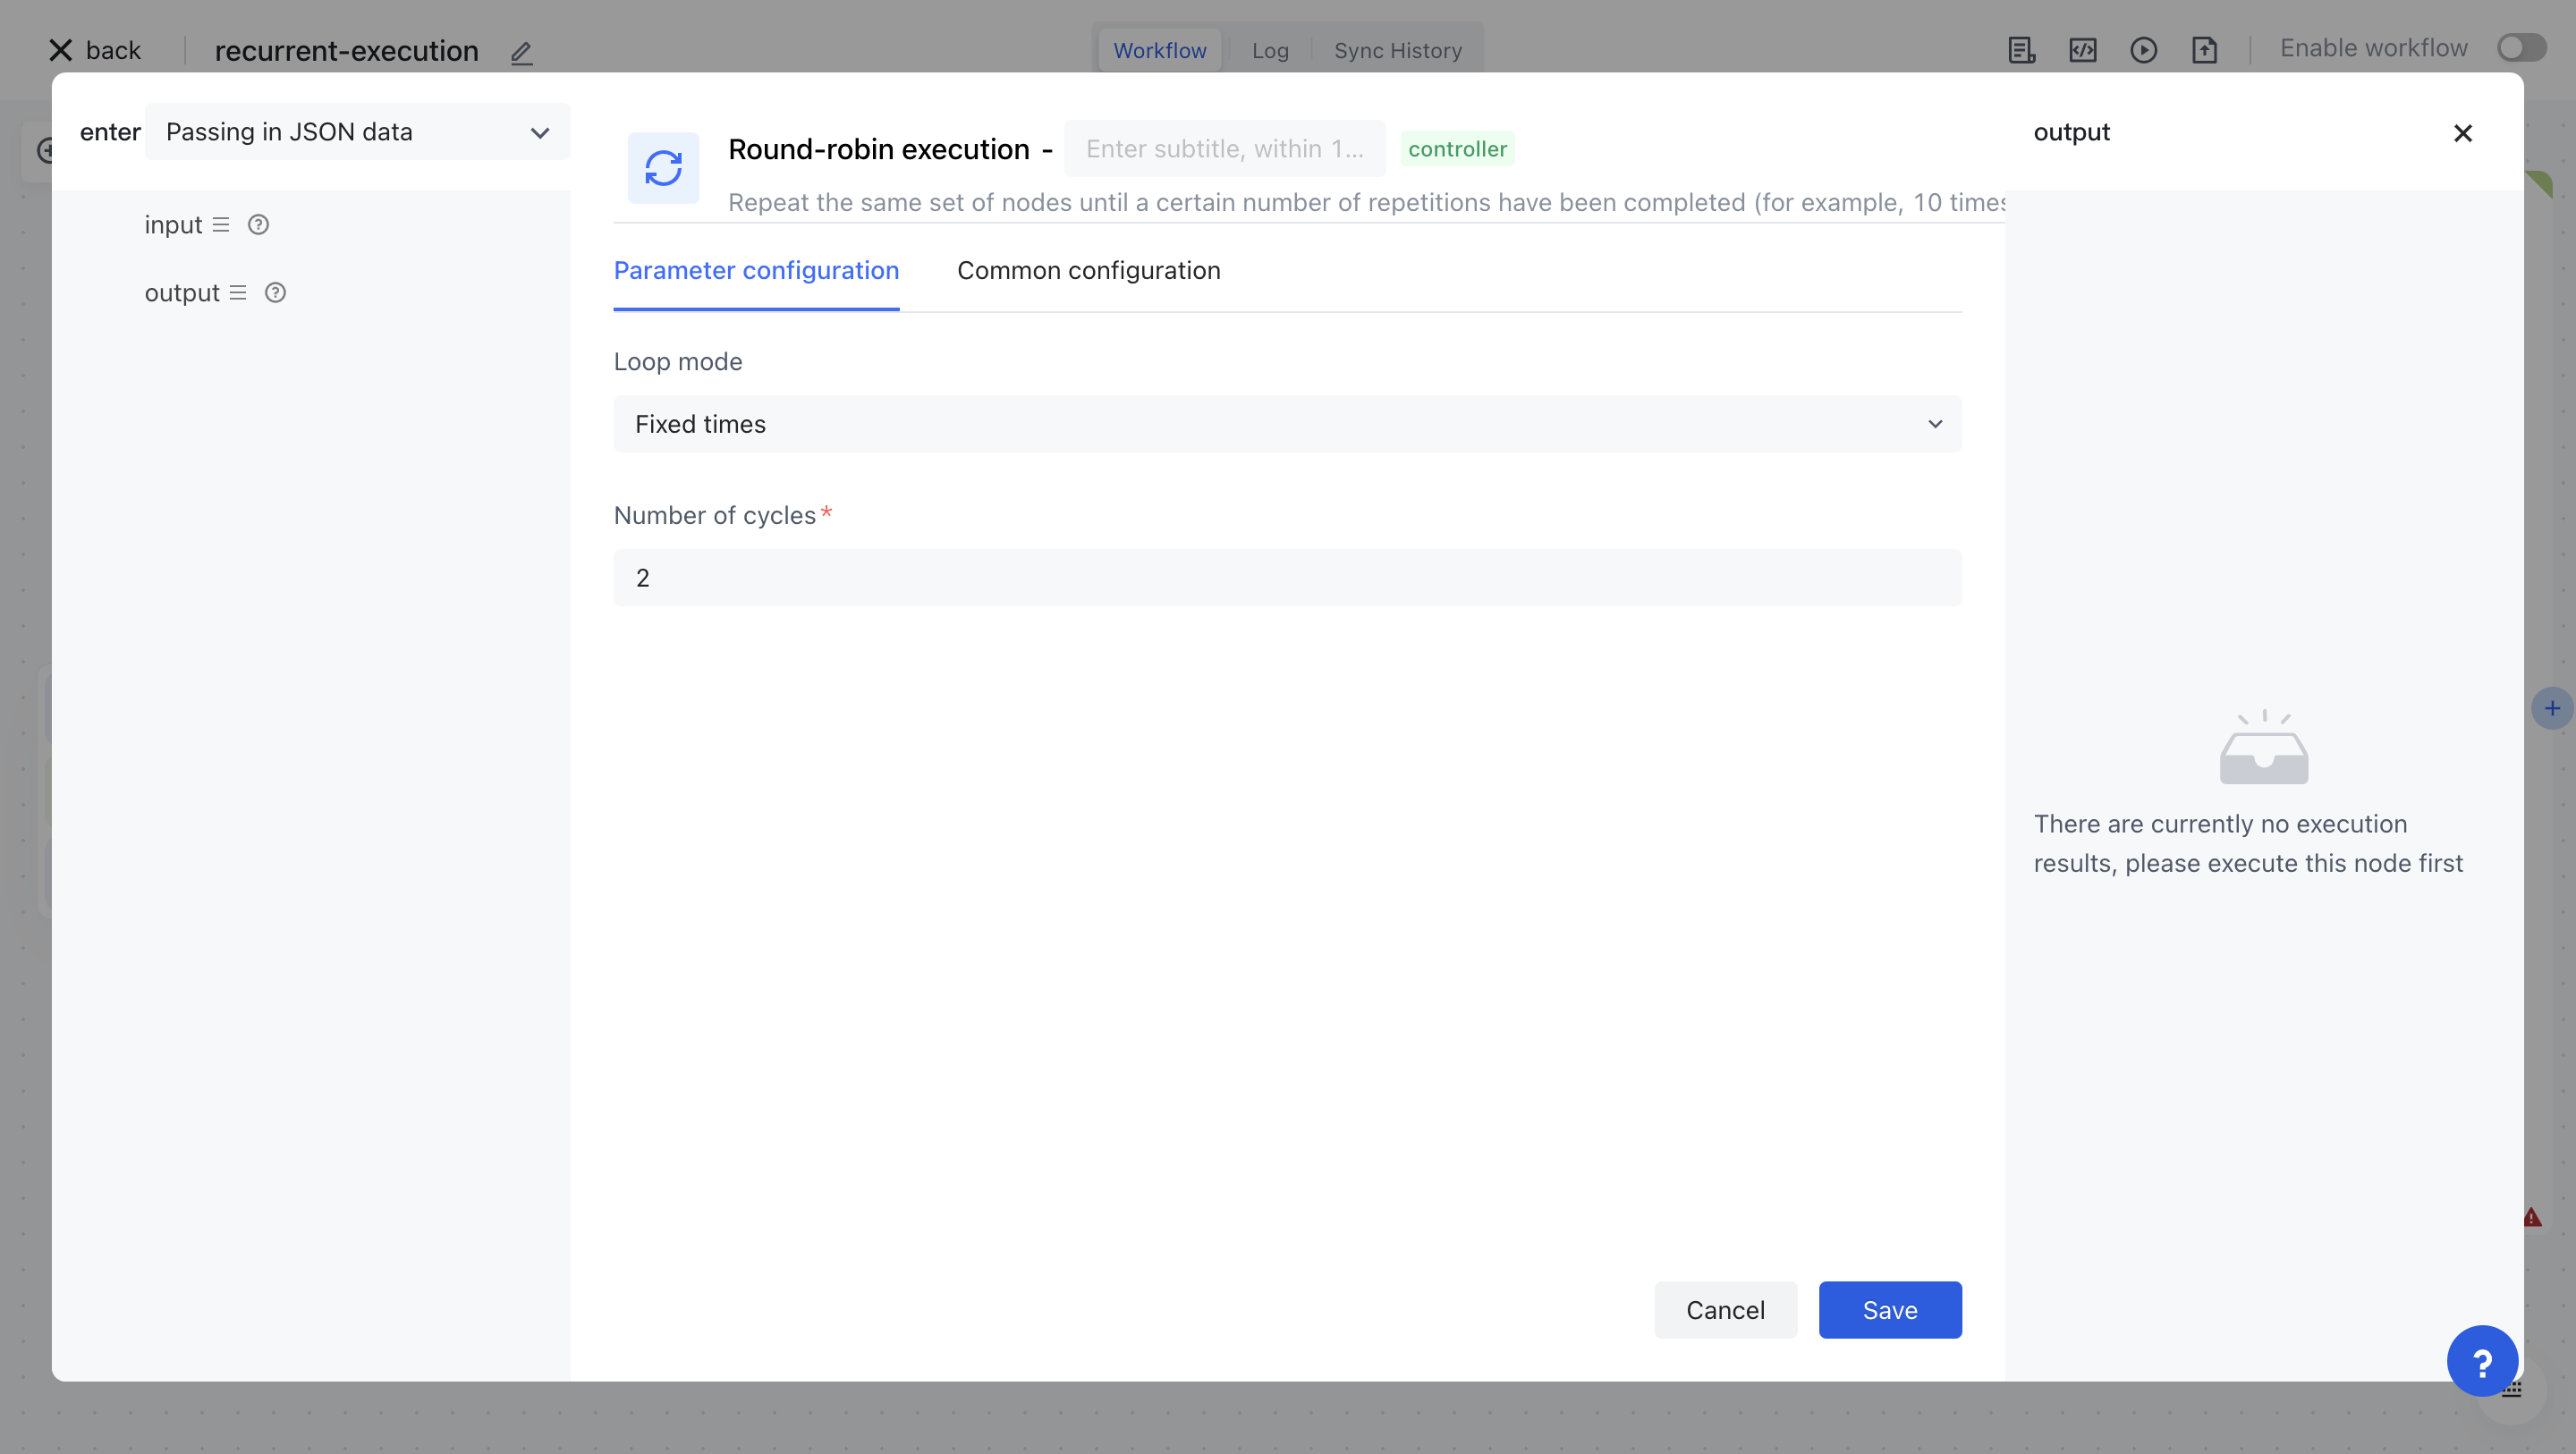 back
recurrent-execution
Workflow
Log
Sync History
Enable workflow
enter
Passing in JSON data
input
output
Round-robin execution -
Enter subtitle, within 1...
controller
Repeat the same set of nodes until a certain number of repetitions have been completed (for example, 10 times
Parameter configuration
Common configuration
Loop mode
Fixed times
Number of cycles*
2
Cancel
Save
output
There are currently no execution
results, please execute this node first